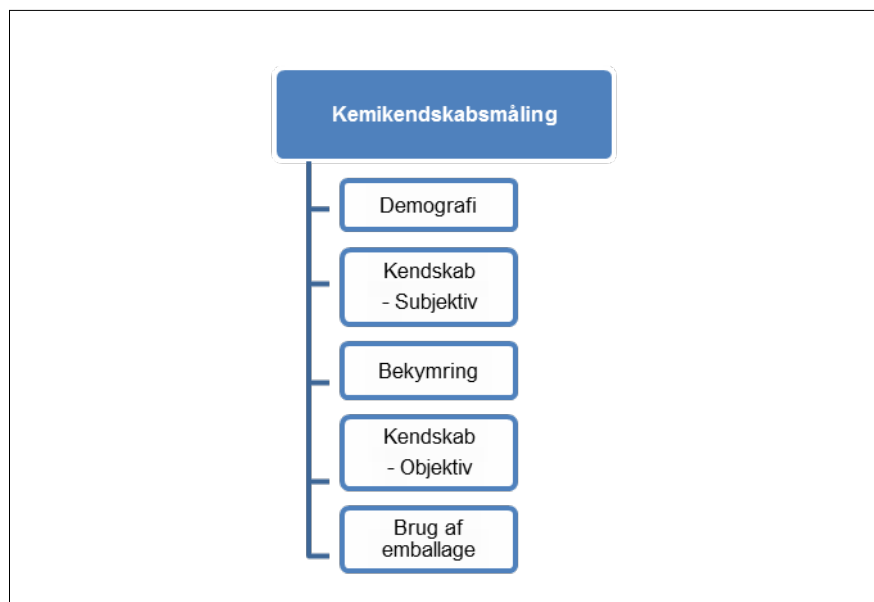 Kemikendskabsmåling
Demografi
Kendskab
- Subjektiv
Bekymring
Kendskab
- Objektiv
Brug af
emballage